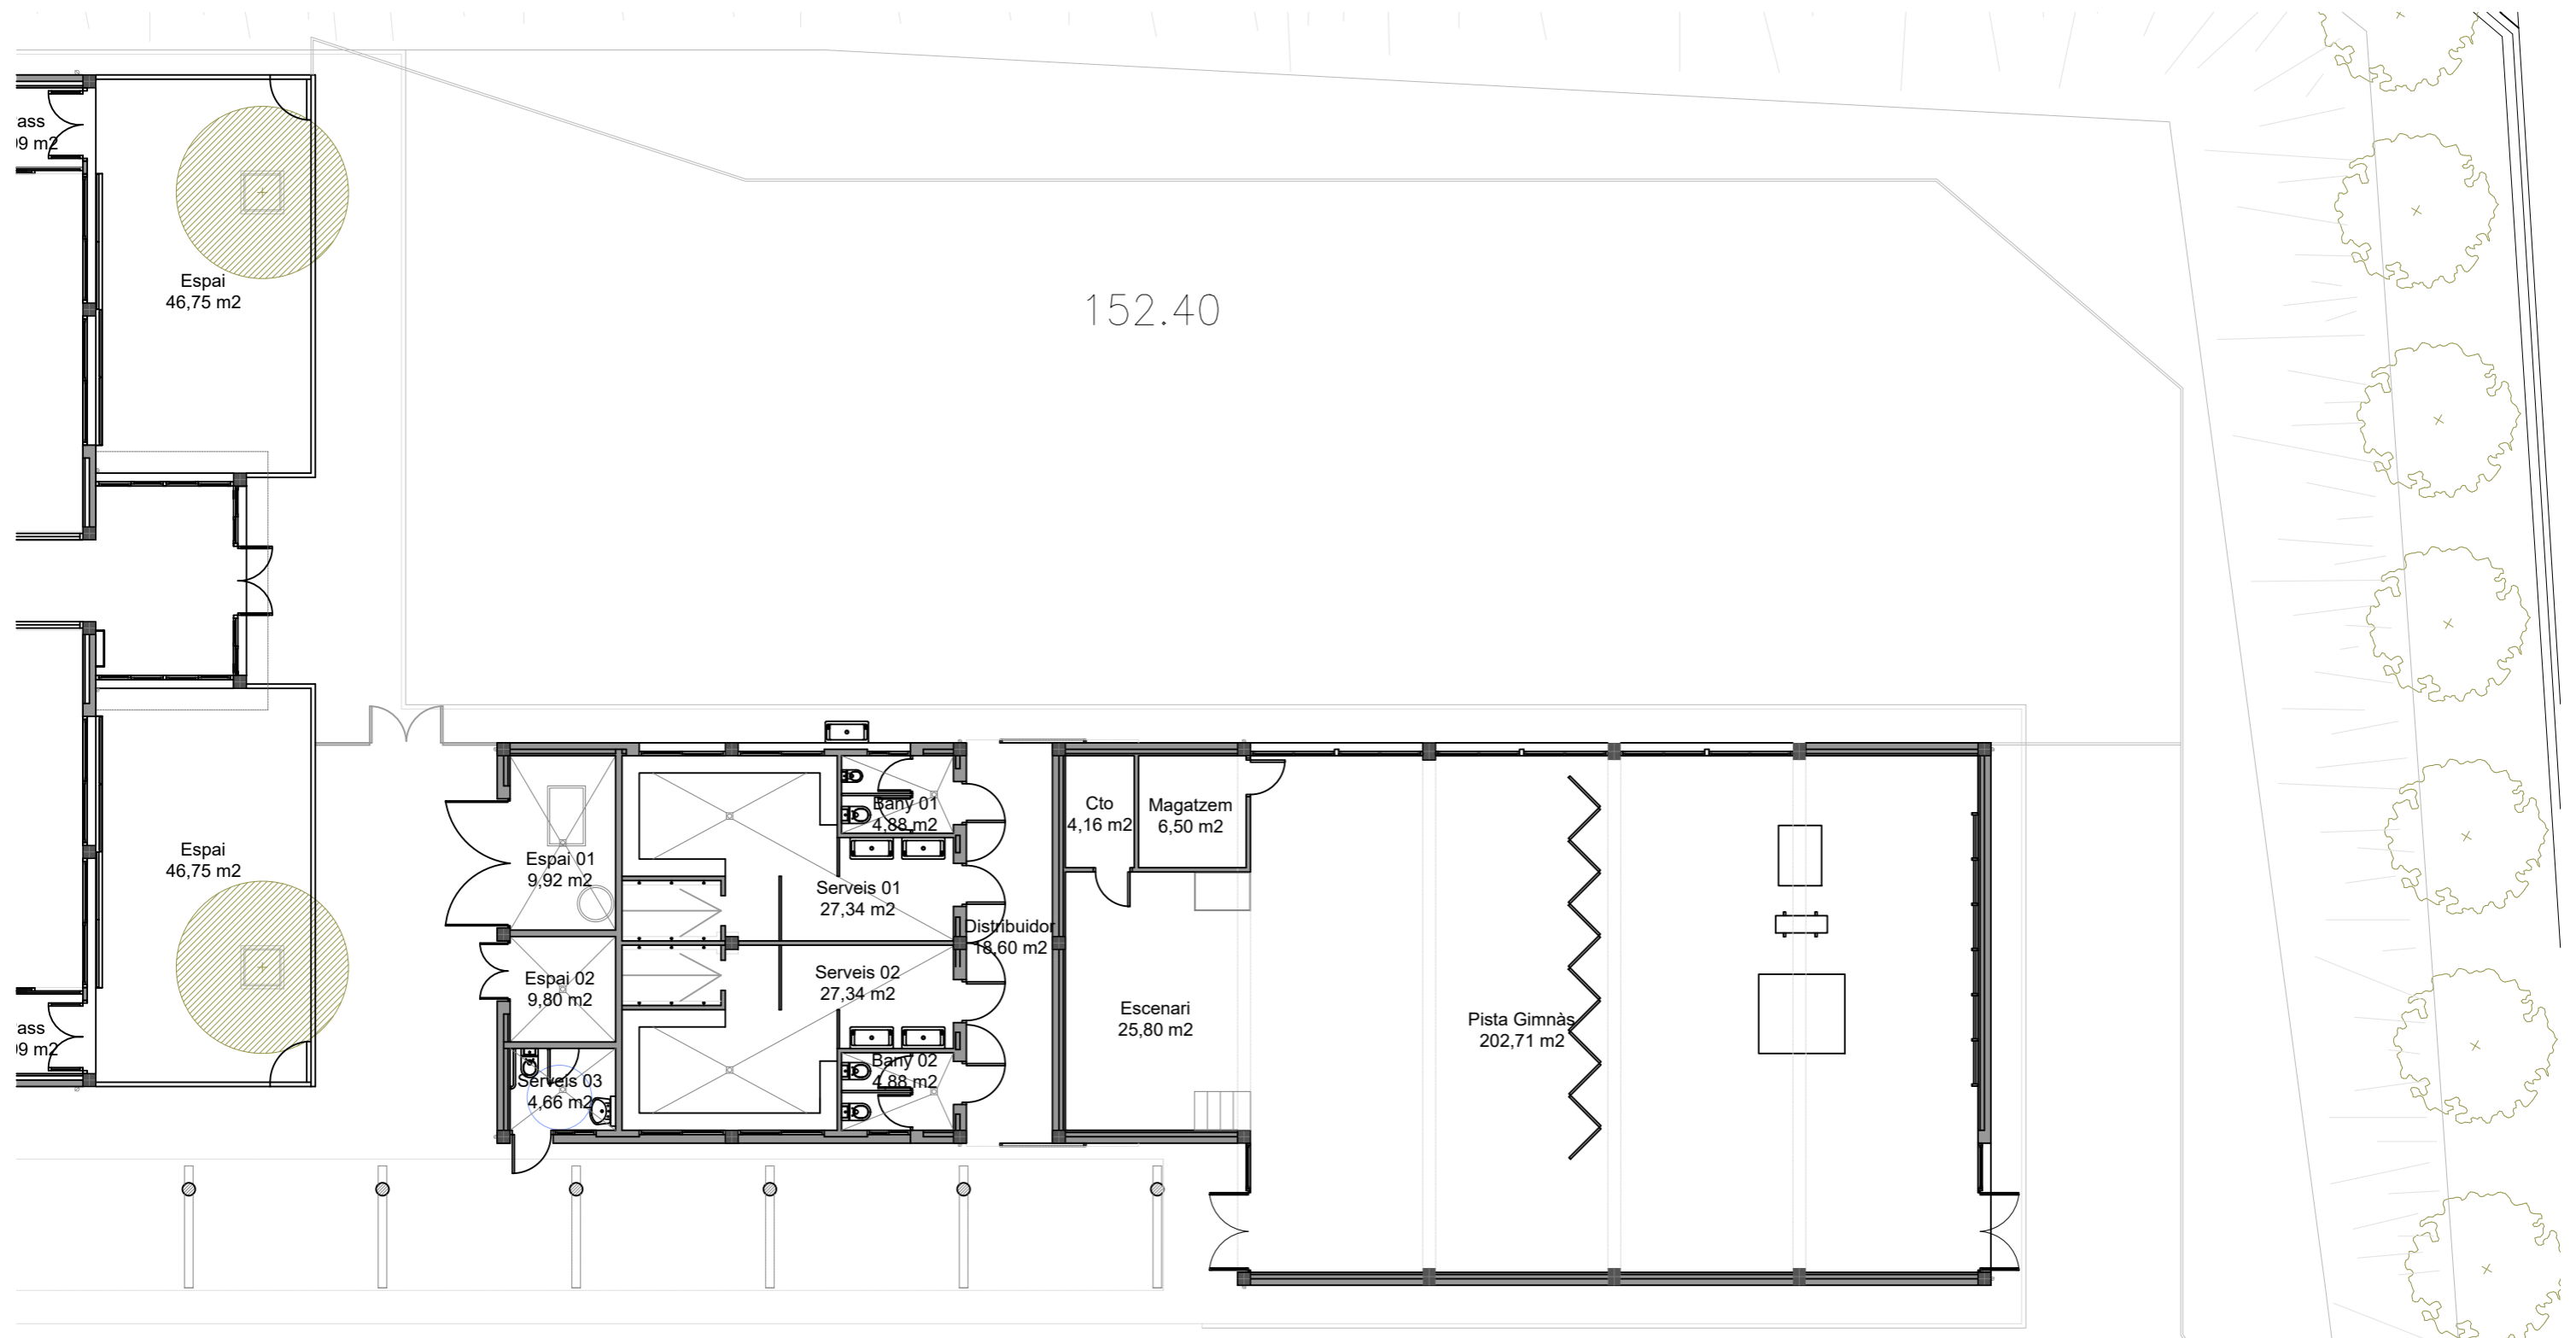 ass
99 m2
Espai
46,75 m2
152.40
Espai
46,75 m2
ass
99 m2
Espai 01
9,92 m2
Espai 02
9,80 m2
Serveis 03
4,66 m2
Bany 01
4,88 m2
Serveis 01
27,34 m2
Serveis 02
27,34 m2
Bany 02
4,88 m2
Distribuidor
18,60 m2
Cto
4,16 m2
Magatzem
6,50 m2
Escenari
25,80 m2
Pista Gimnàs
202,71 m2